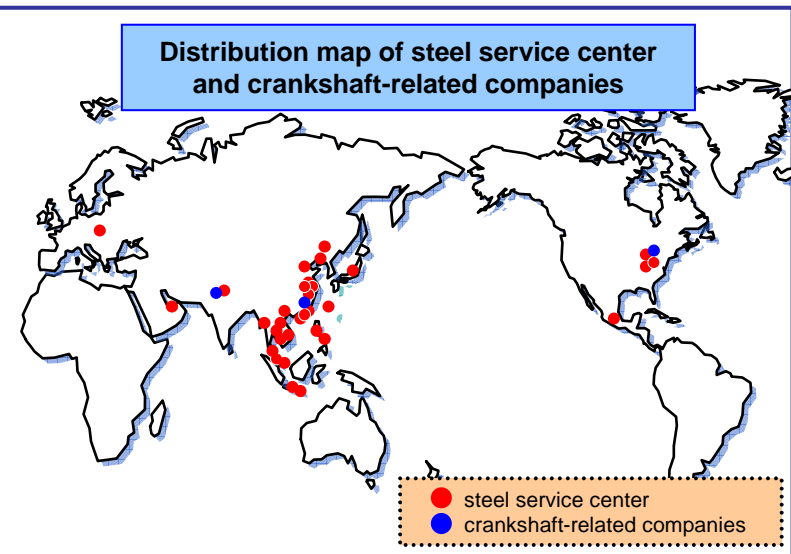 Distribution map of steel service center
and crankshaft-related companies
steel service center
crankshaft-related companies